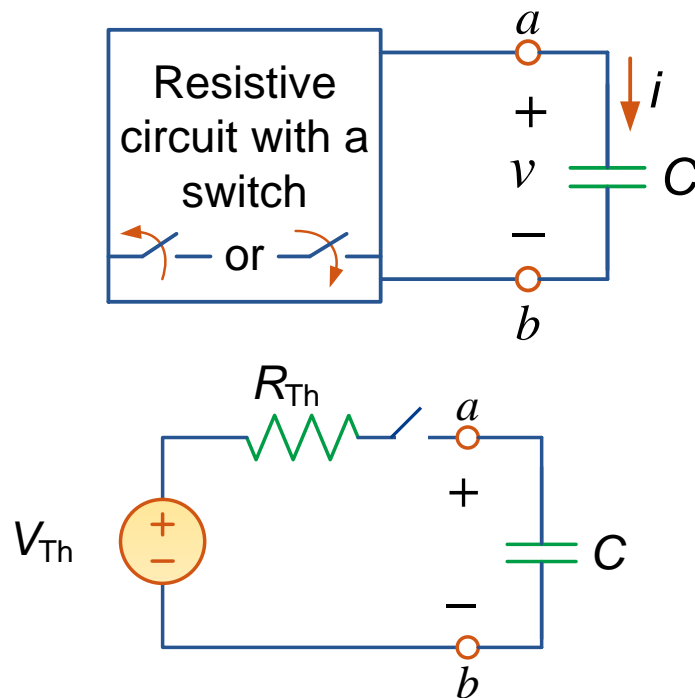 a
Resistive
circuit with a
switch
or
+
v
−
i
C
b
R_Th
a
+
V_Th
+
−
C
−
b